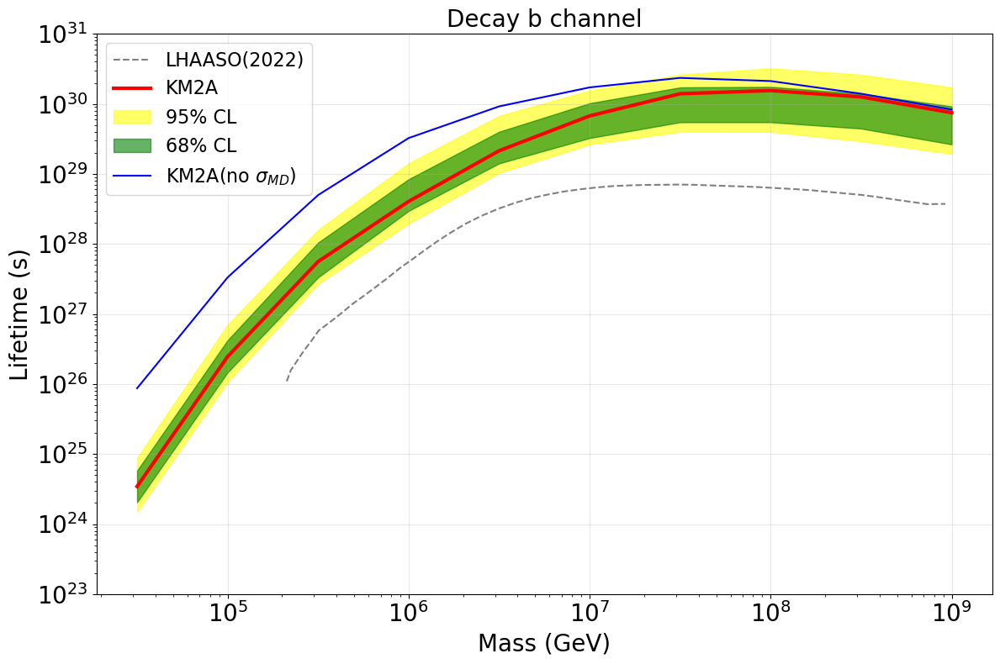 Decay b channel
10^31
10^30
10^29
10^28
10^27
10^26
10^25
10^24
10^23
Lifetime (s)
LHAASO(2022)
KM2A
95% CL
68% CL
KM2A(no σ_MD)
10^5 10^6 10^7 10^8 10^9
Mass (GeV)